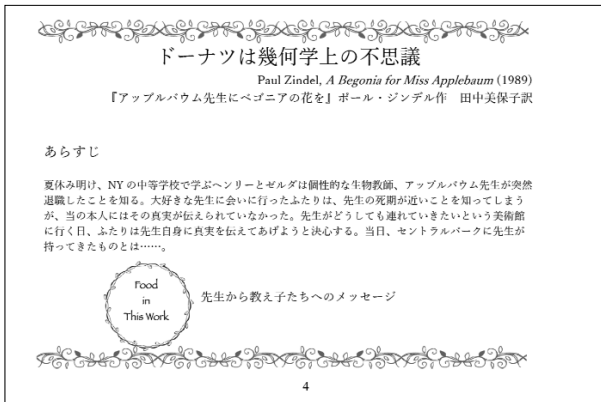 ドーナツは幾何学上の不思議
Paul Zindel, A Begonia for Miss Applebaum (1989)
『アップルバウム先生にベゴニアの花を』ポール・ジンデル作　田中美保子訳
あらすじ
夏休み明け、NY の中等学校で学ぶヘンリーとゼルダは個性的な生物教師、アップルバウム先生が突然
退職したことを知る。大好きな先生に会いに行ったふたりは、先生の死期が近いことを知ってしまう
が、当の本人にはその真実が伝えられていなかった。先生がどうしても連れていきたいという美術館
に行く日、ふたりは先生自身に真実を伝えてあげようと決心する。当日、セントラルパークに先生が
持ってきたものとは……。
Food
in
This Work
先生から教え子たちへのメッセージ
4